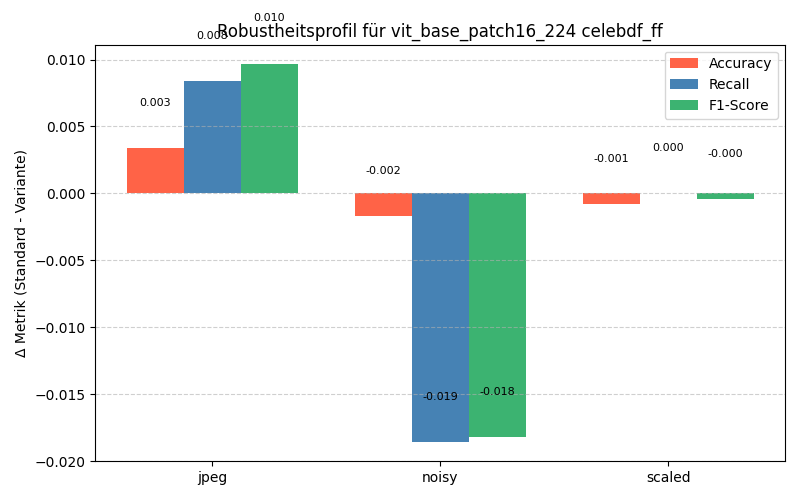 0.010
0.008
Robustheitsprofil für vit_base_patch16_224 celebdf_ff
Accuracy
Recall
F1-Score
Δ Metrik (Standard - Variante)
0.010
0.005
0.000
−0.005
−0.010
−0.015
−0.020
0.003
-0.002
-0.019
-0.018
-0.001
0.000
-0.000
jpeg
noisy
scaled